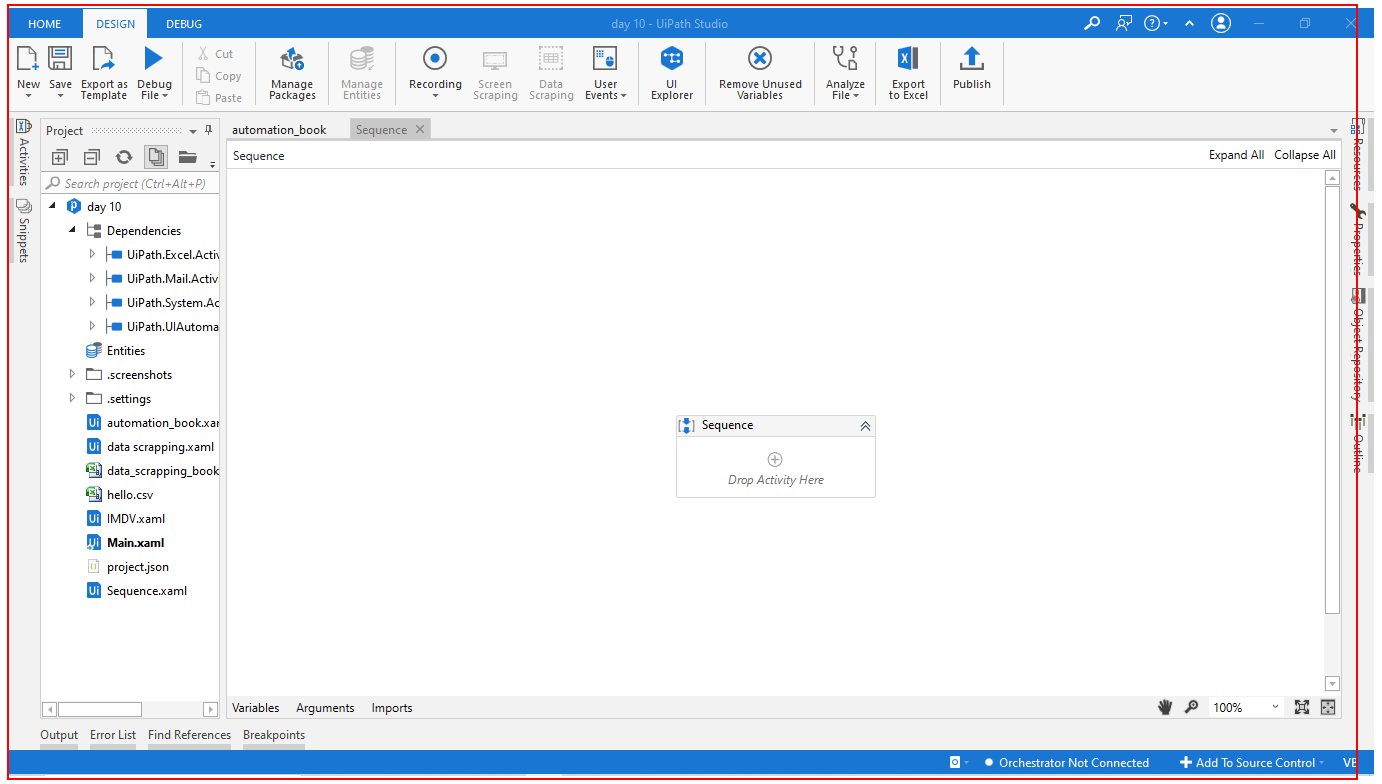 HOME DESIGN DEBUG day 10 - UiPath Studio
New Save Export as Template Debug File Cut Copy Paste Manage Packages Manage Entities Recording Screen Scraping Data Scraping User Events UI Explorer Remove Unused Variables Analyze File Export to Excel Publish
Activities
Snippets
Project
Search project (Ctrl+Alt+P)
day 10
Dependencies
UiPath.Excel.Activ
UiPath.Mail.Activ
UiPath.System.Ac
UiPath.UIAutoma
Entities
.screenshots
.settings
automation_book.xar
data scrapping.xaml
data_scrapping_book
hello.csv
IMDV.xaml
Main.xaml
project.json
Sequence.xaml
automation_book Sequence
Sequence Expand All Collapse All
Sequence
Drop Activity Here
Variables Arguments Imports 100%
Resources
Properties
Object Repository
Outline
Output Error List Find References Breakpoints
Orchestrator Not Connected Add To Source Control VB